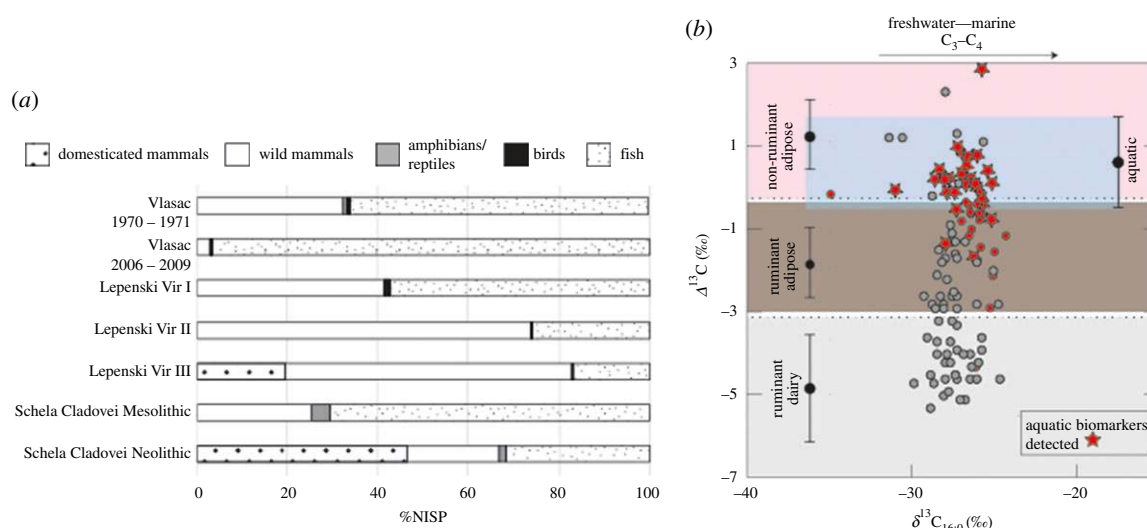 (a)
domesticated mammals
wild mammals
amphibians/
reptiles
birds
fish
Vlasac
1970 – 1971
Vlasac
2006 – 2009
Lepenski Vir I
Lepenski Vir II
Lepenski Vir III
Schela Cladovei Mesolithic
Schela Cladovei Neolithic
0 20 40 60 80 100
%NISP
(b)
freshwater—marine
C₃–C₄
3
1
–1
–3
–5
–7
Δ¹³C (‰)
non-ruminant
adipose
ruminant
adipose
ruminant
dairy
aquatic
aquatic biomarkers
detected
–40 –30 –20
δ¹³C₁₆:₀ (‰)